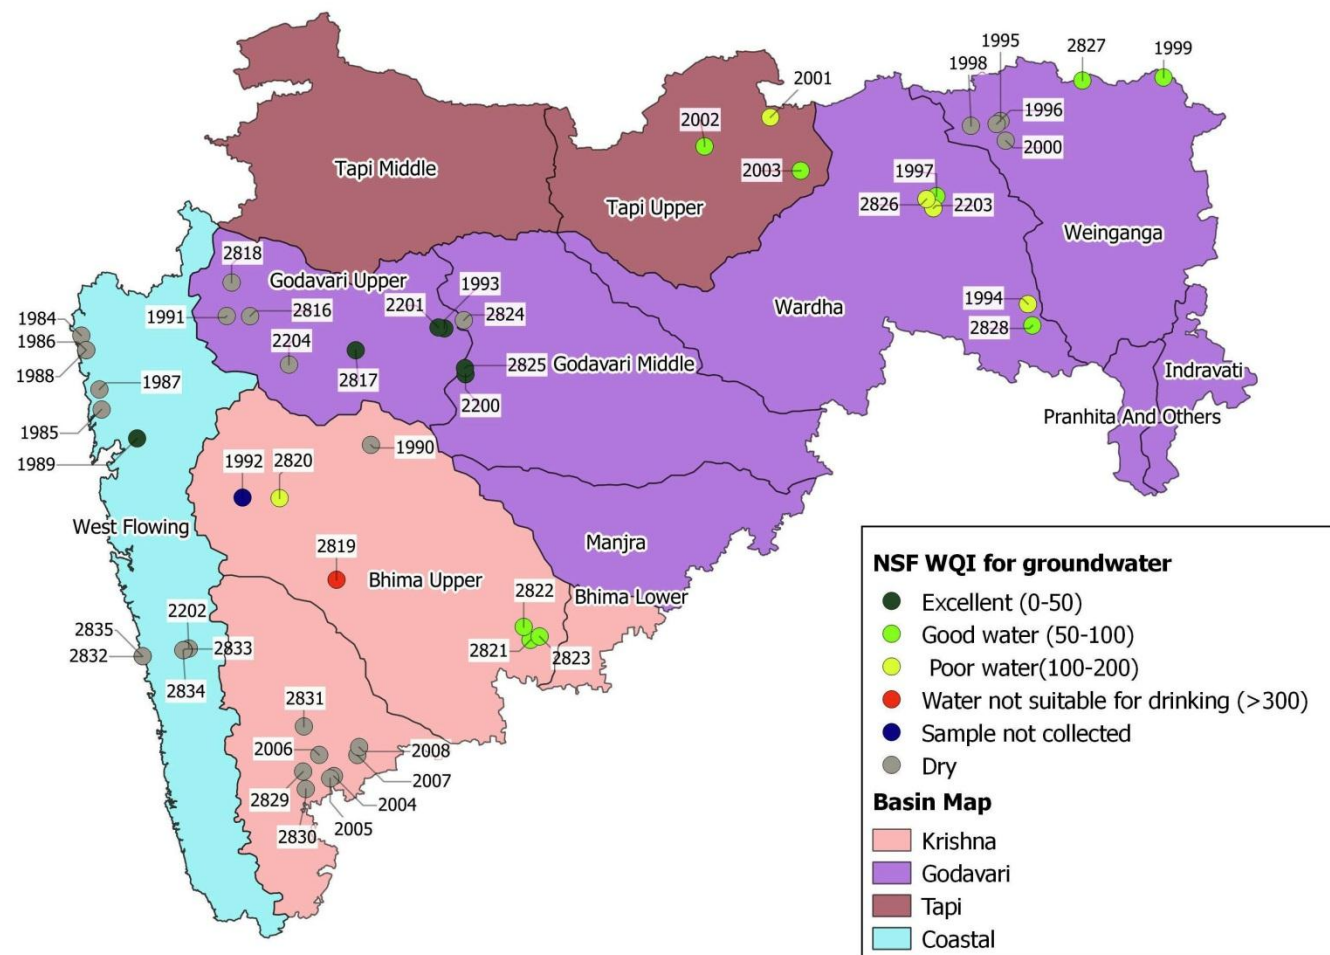 1995
2827
1999
1998
2001
1996
2002
2000
Tapi Middle
2003
1997
Tapi Upper
2826
2203
Weinganga
2818
Godavari Upper
1993
2201
1994
1984
1991
2816
2824
Wardha
1986
2828
2204
2825
Godavari Middle
1988
2817
Indravati
1987
2200
Pranhita And Others
1985
1990
1989
1992
2820
West Flowing
Manjra
2819
Bhima Upper
2822
Bhima Lower
2202
2835
2833
2821
2823
2832
2834
2831
2006
2008
2007
2829
2004
2830
2005
NSF WQI for groundwater
Excellent (0-50)
Good water (50-100)
Poor water(100-200)
Water not suitable for drinking (>300)
Sample not collected
Dry
Basin Map
Krishna
Godavari
Tapi
Coastal